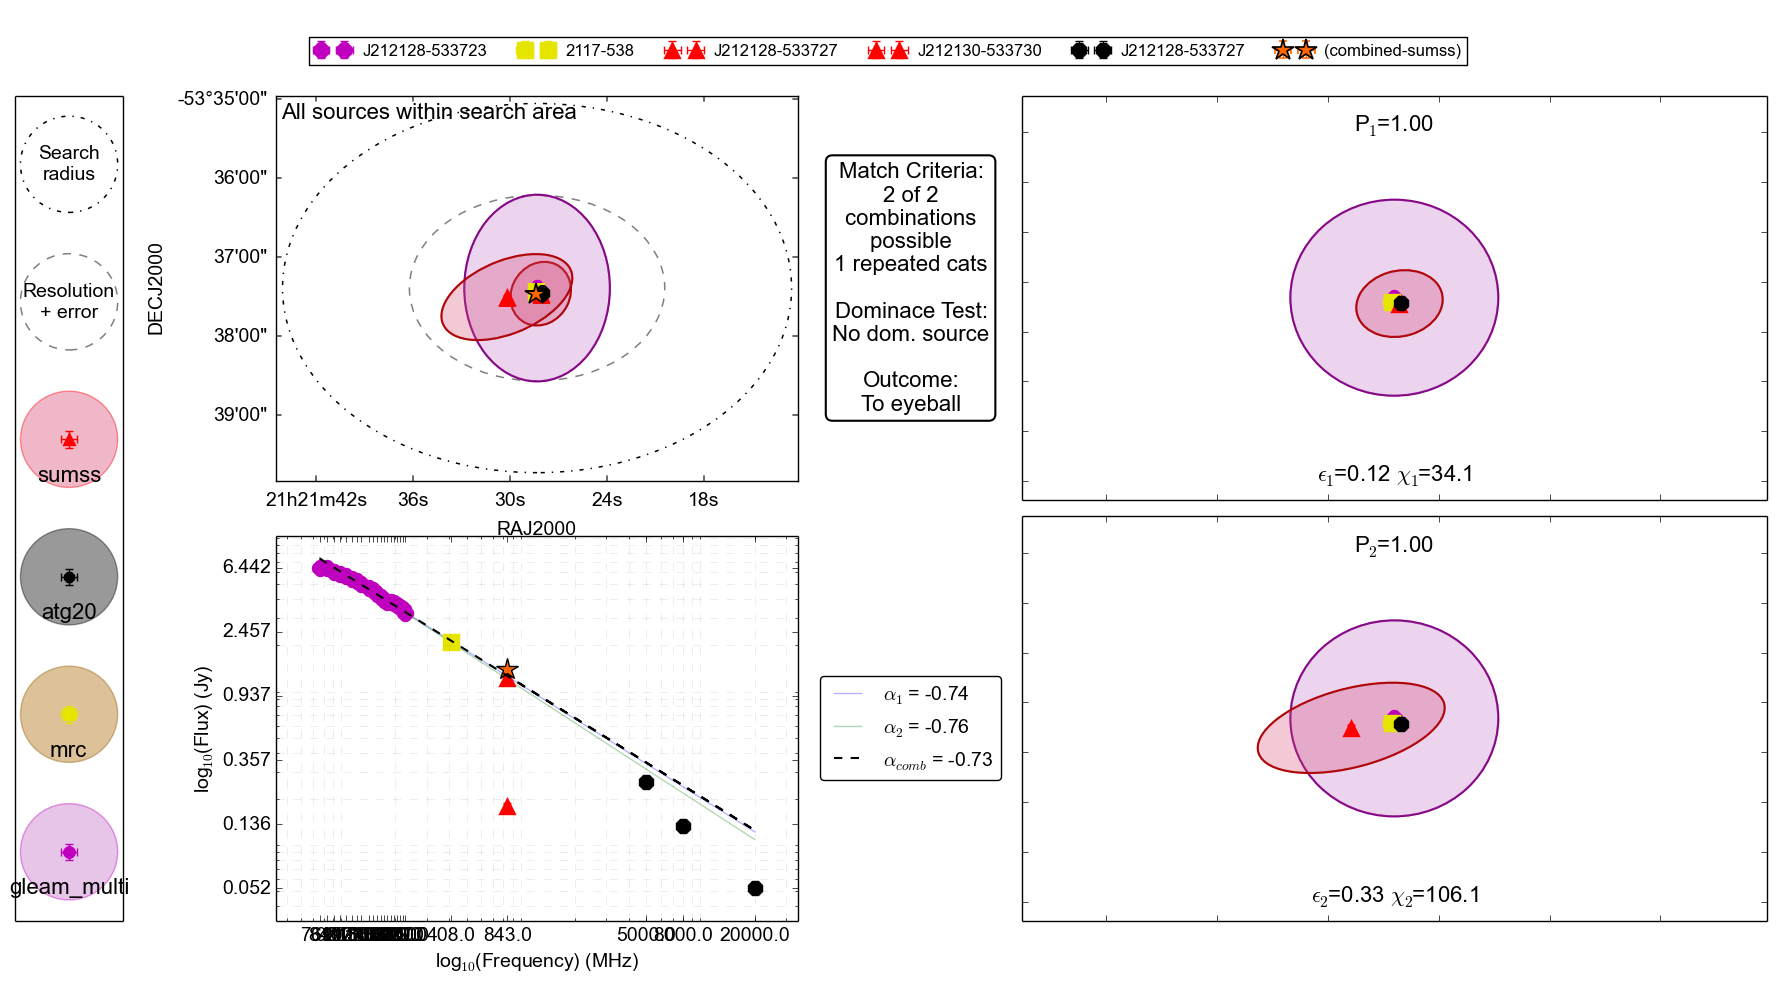 J212128-533723 2117-538 J212128-533727 J212130-533730 J212128-533727 (combined-sumss)
Search
radius
Resolution
+ error
sumss
atg20
mrc
gleam_multi
All sources within search area
-53°35'00"
36'00"
37'00"
38'00"
39'00"
DECJ2000
21h21m42s 36s 30s 24s 18s
RAJ2000
Match Criteria:
2 of 2
combinations
possible
1 repeated cats
Dominace Test:
No dom. source
Outcome:
To eyeball
P1=1.00
ϵ1=0.12 χ1=34.1
6.442
2.457
0.937
0.357
0.136
0.052
log10(Flux) (Jy)
408.0 843.0 5000.0 8000.0 20000.0
log10(Frequency) (MHz)
α1 = -0.74
α2 = -0.76
αcomb = -0.73
P2=1.00
ϵ2=0.33 χ2=106.1